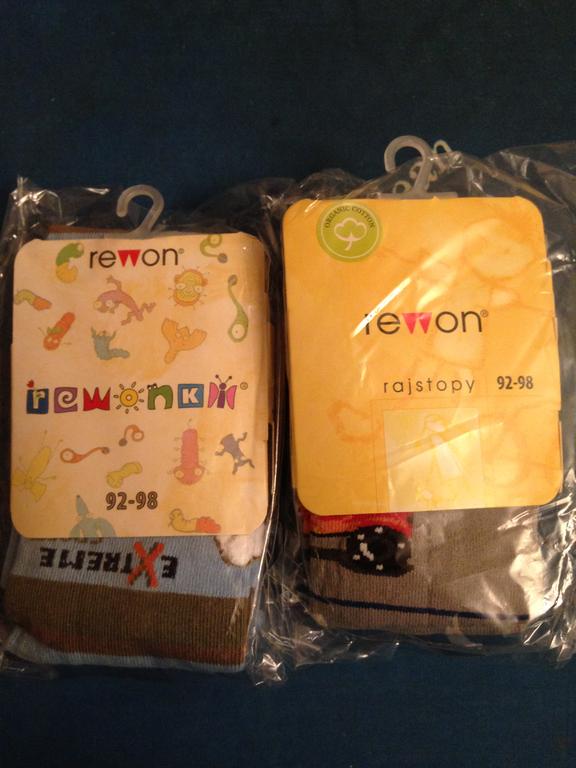 rewon®
rewonki®
92-98
EXTREME
ORGANIC COTTON
rewon®
rajstopy 92-98